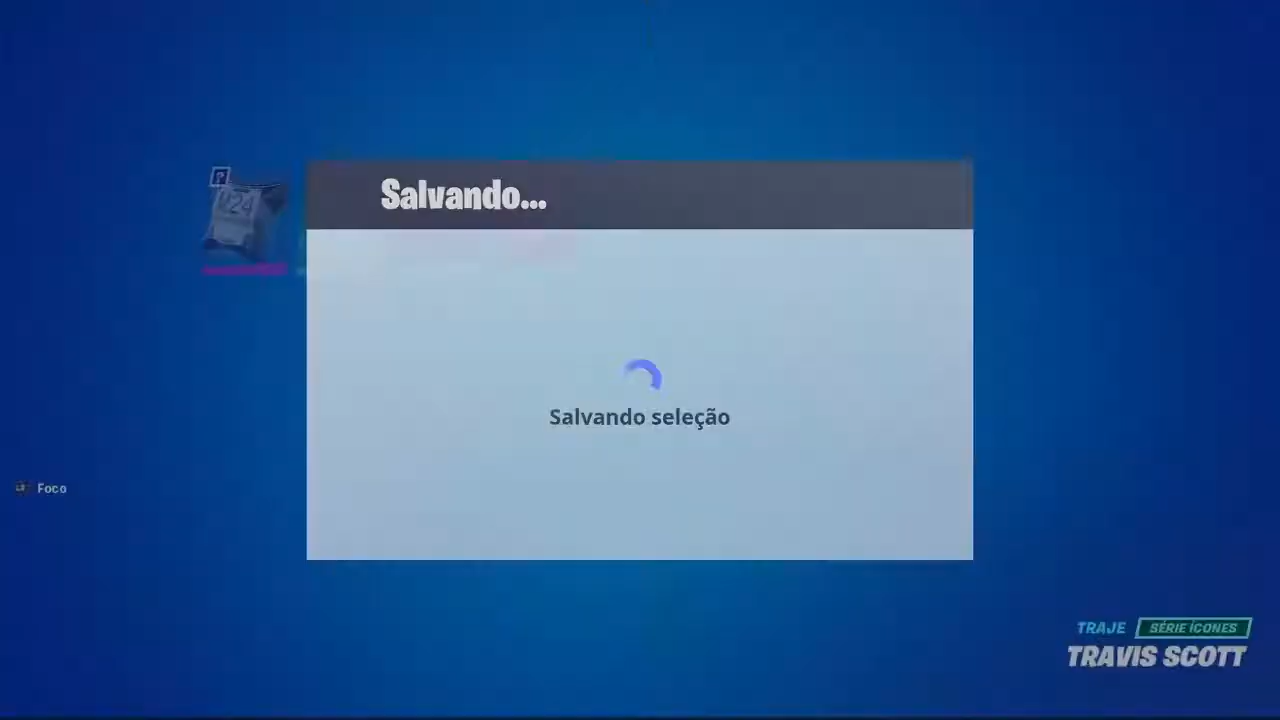 Salvando...
Salvando seleção
Foco
TRAJE SÉRIE ÍCONES
TRAVIS SCOTT